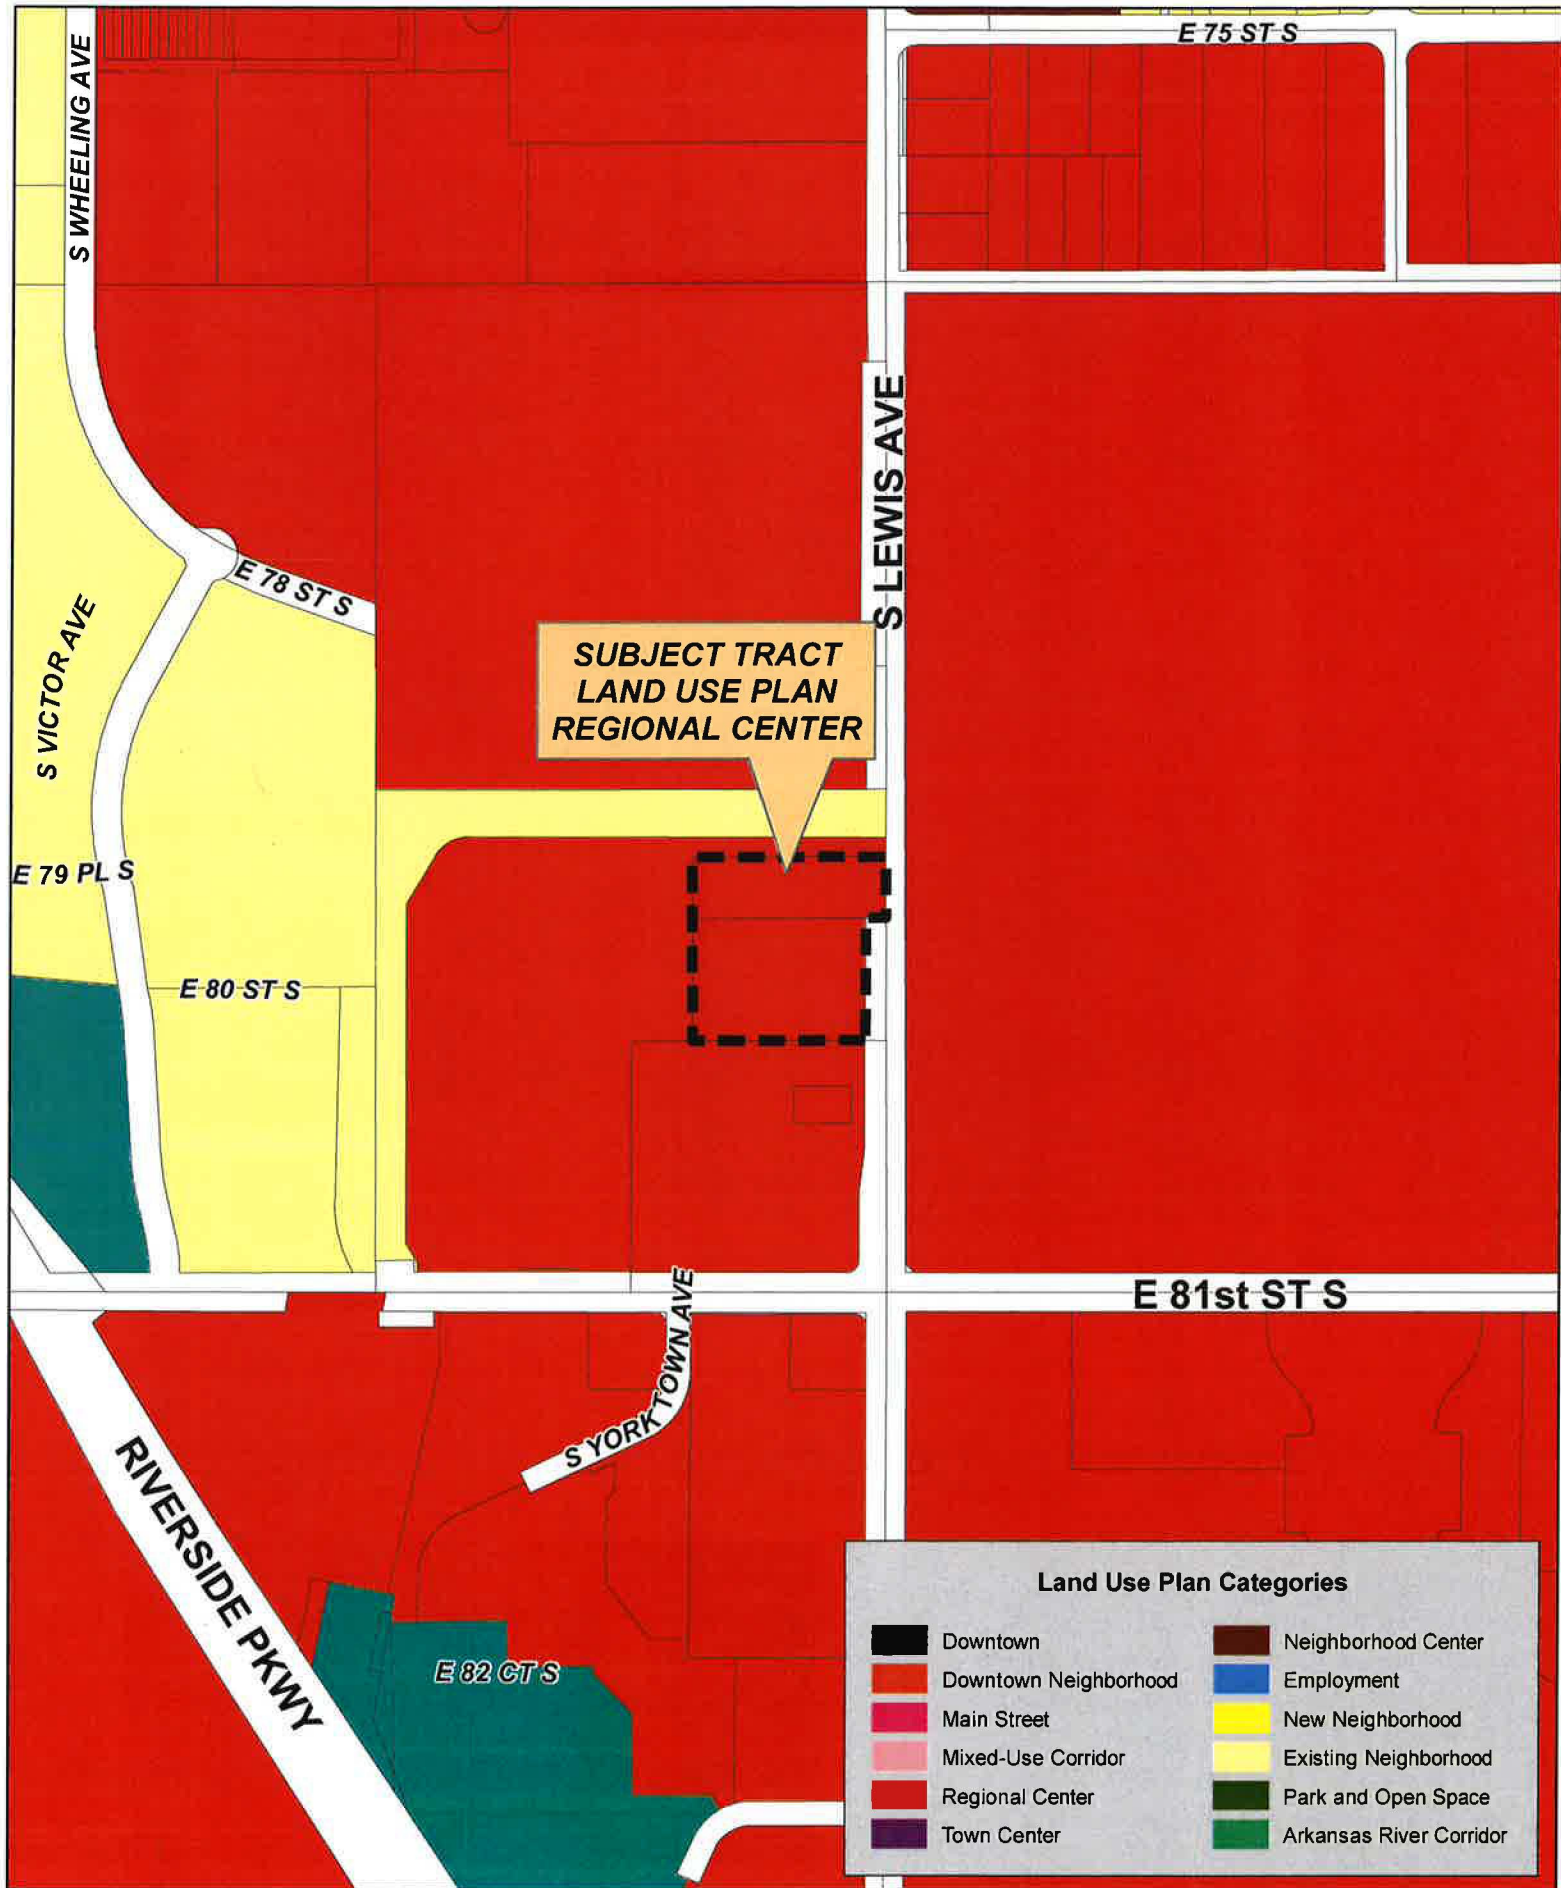 E 75 ST S
S WHEELING AVE
S LEWIS AVE
E 78 ST S
S VICTOR AVE
SUBJECT TRACT
LAND USE PLAN
REGIONAL CENTER
E 79 PL S
E 80 ST S
E 81st ST S
S YORKTOWN AVE
RIVERSIDE PKWY
E 82 CT S
Land Use Plan Categories
Downtown
Downtown Neighborhood
Main Street
Mixed-Use Corridor
Regional Center
Town Center
Neighborhood Center
Employment
New Neighborhood
Existing Neighborhood
Park and Open Space
Arkansas River Corridor